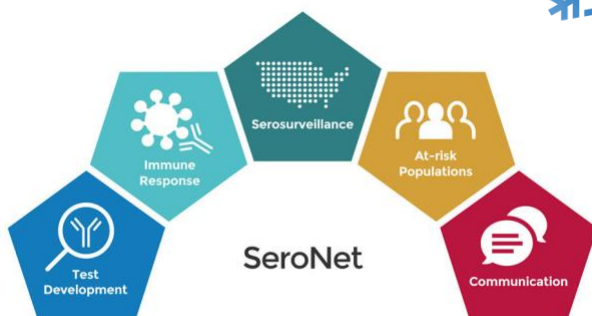 Serosurveillance
Immune
Response
At-risk
Populations
Test
Development
SeroNet
Communication